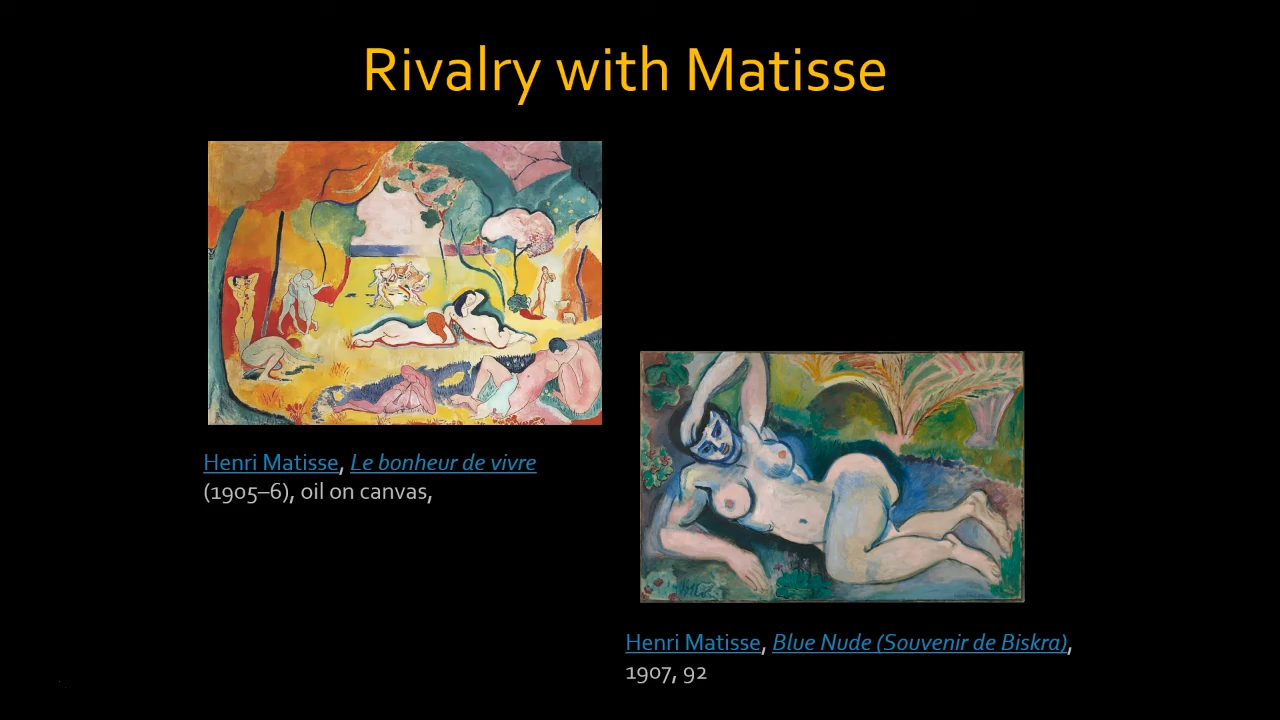 Rivalry with Matisse
Henri Matisse, Le bonheur de vivre
(1905–6), oil on canvas,
Henri Matisse, Blue Nude (Souvenir de Biskra),
1907, 92